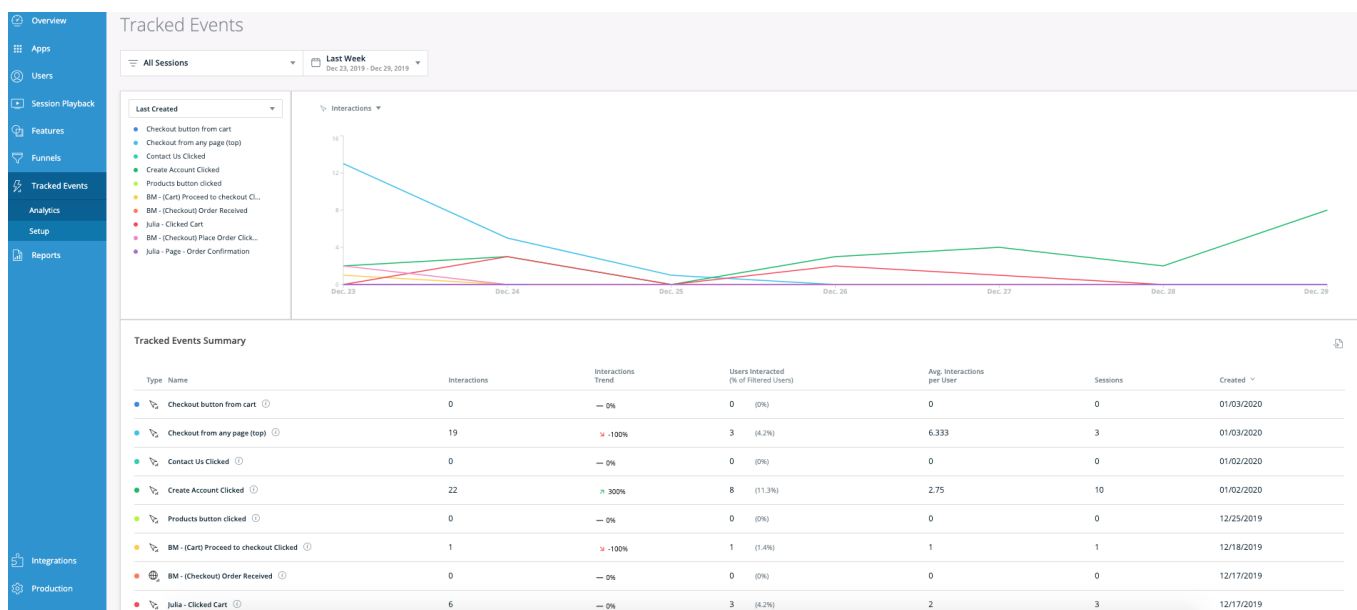 Overview
Apps
Users
Session Playback
Features
Funnels
Tracked Events
Analytics
Setup
Reports
Integrations
Production
Tracked Events
All Sessions
Last Week
Dec 23, 2019 - Dec 29, 2019
Last Created
Checkout button from cart
Checkout from any page (top)
Contact Us Clicked
Create Account Clicked
Products button clicked
BM - (Cart) Proceed to checkout Cl...
BM - (Checkout) Order Received
Julia - Clicked Cart
BM - (Checkout) Place Order Click...
Julia - Page - Order Confirmation
Interactions
16
12
8
4
0
Dec. 23 Dec. 24 Dec. 25 Dec. 26 Dec. 27 Dec. 28 Dec. 29
Tracked Events Summary
Type Name Interactions Interactions Trend Users Interacted (% of Filtered Users) Avg. Interactions per User Sessions Created
Checkout button from cart 0 — 0% 0 (0%) 0 0 01/03/2020
Checkout from any page (top) 19 -100% 3 (4.2%) 6.333 3 01/03/2020
Contact Us Clicked 0 — 0% 0 (0%) 0 0 01/02/2020
Create Account Clicked 22 300% 8 (11.3%) 2.75 10 01/02/2020
Products button clicked 0 — 0% 0 (0%) 0 0 12/25/2019
BM - (Cart) Proceed to checkout Clicked 1 -100% 1 (1.4%) 1 1 12/18/2019
BM - (Checkout) Order Received 0 — 0% 0 (0%) 0 0 12/17/2019
Julia - Clicked Cart 6 — 0% 3 (4.2%) 2 3 12/17/2019